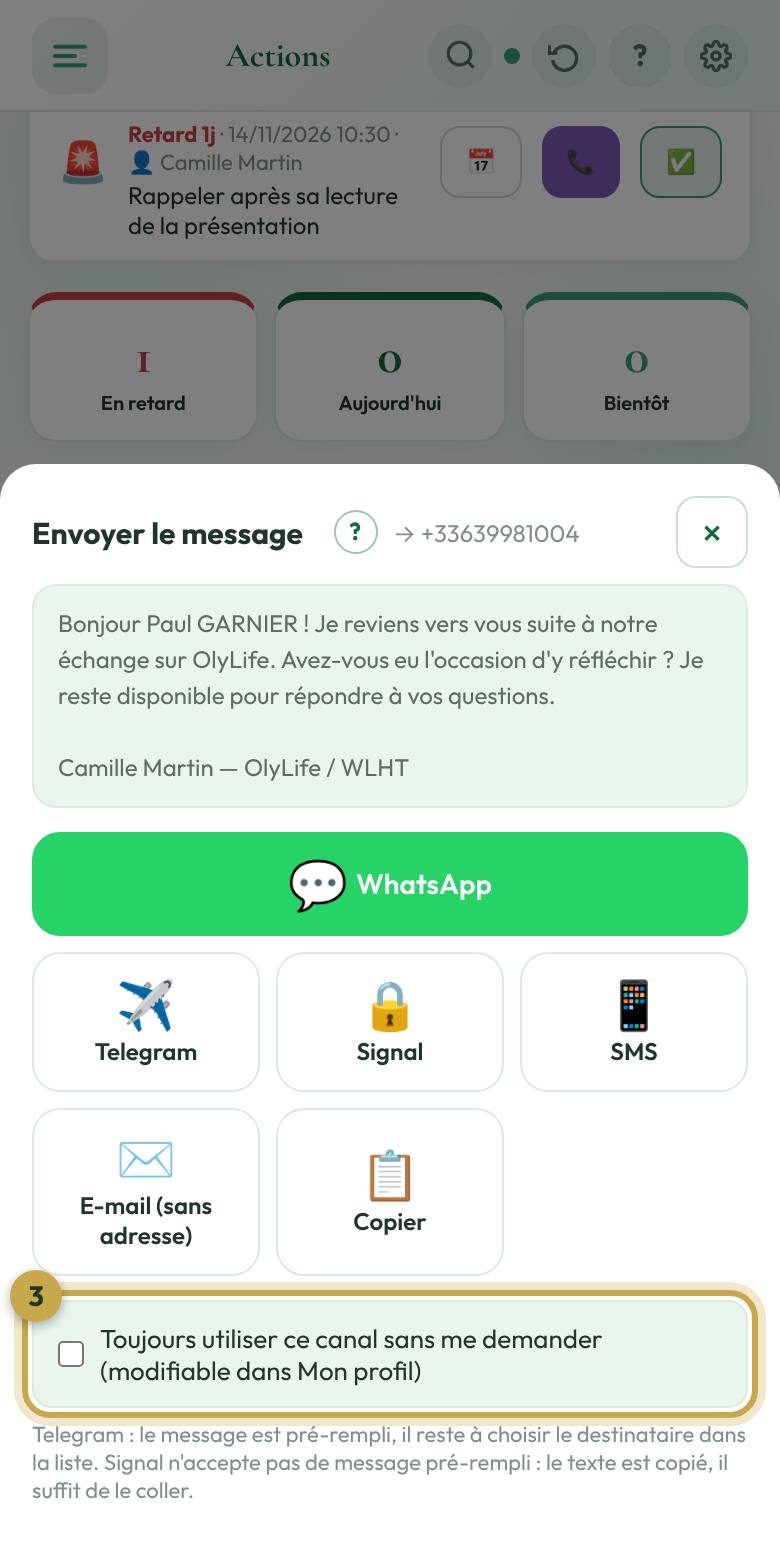 Actions
?
Retard 1j · 14/11/2026 10:30 ·
Camille Martin
Rappeler après sa lecture
de la présentation
17
1
En retard
0
Aujourd'hui
0
Bientôt
Envoyer le message
?
→ +33639981004
×
Bonjour Paul GARNIER ! Je reviens vers vous suite à notre
échange sur OlyLife. Avez-vous eu l'occasion d'y réfléchir ? Je
reste disponible pour répondre à vos questions.
Camille Martin — OlyLife / WLHT
WhatsApp
Telegram
Signal
SMS
E-mail (sans
adresse)
Copier
3
Toujours utiliser ce canal sans me demander
(modifiable dans Mon profil)
Telegram : le message est pré-rempli, il reste à choisir le destinataire dans
la liste. Signal n'accepte pas de message pré-rempli : le texte est copié, il
suffit de le coller.